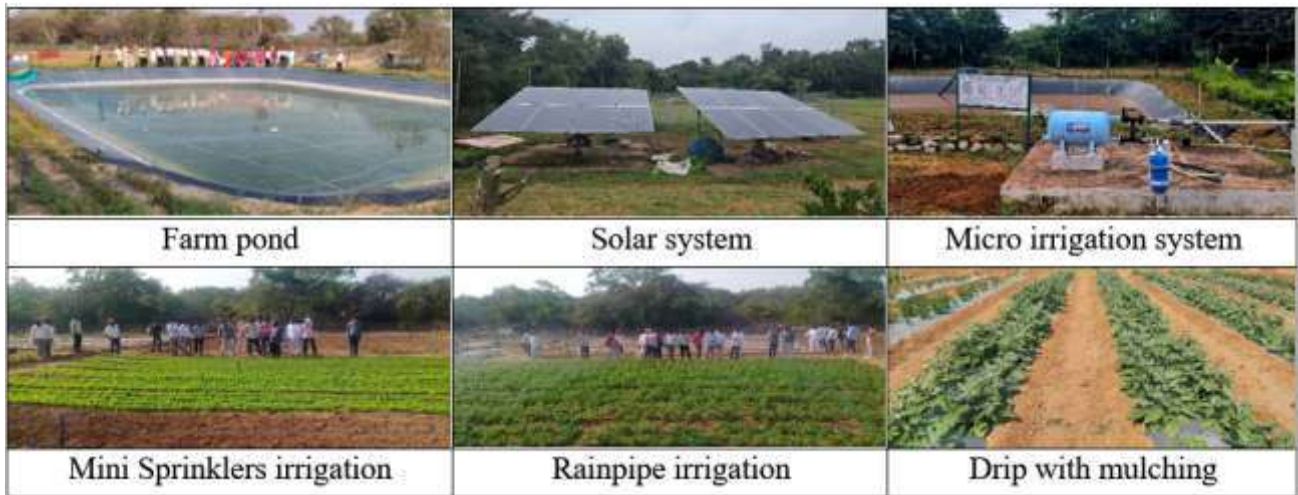 Farm pond
Solar system
Micro irrigation system
Mini Sprinklers irrigation
Rainpipe irrigation
Drip with mulching